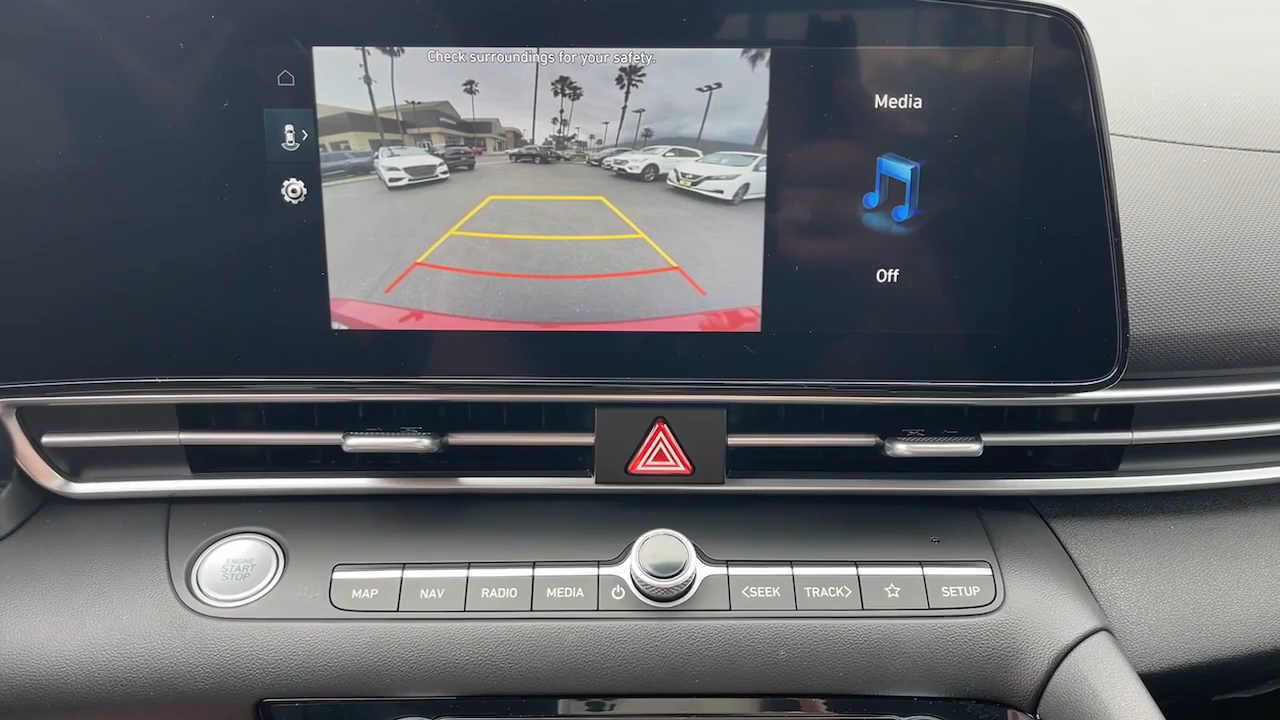 Check surroundings for your safety.
Media
Off
ENGINE
START
STOP
MAP
NAV
RADIO
MEDIA
<SEEK
TRACK>
SETUP